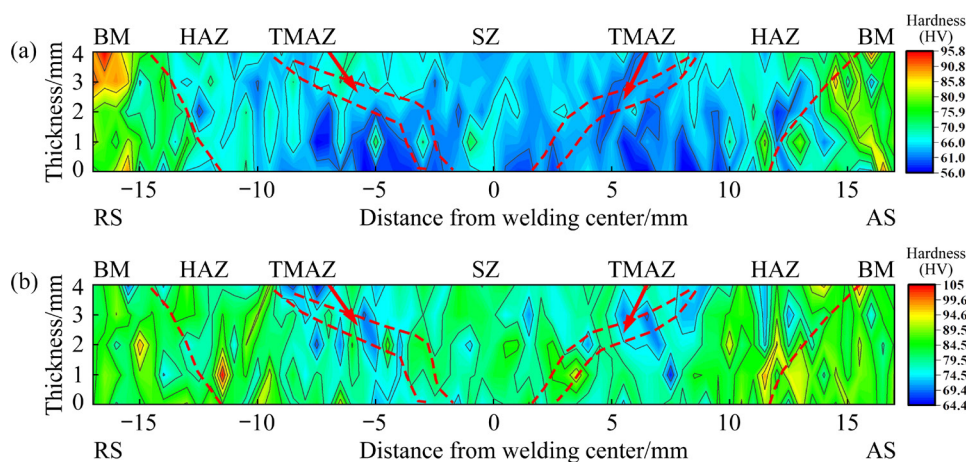 (a) BM HAZ TMAZ SZ TMAZ HAZ BM
Hardness
(HV)
95.8
90.8
85.9
80.9
75.9
70.9
66.0
61.0
56.0
Thickness/mm
4
3
2
1
0
−15 −10 −5 0 5 10 15
RS Distance from welding center/mm AS
(b) BM HAZ TMAZ SZ TMAZ HAZ BM
Hardness
(HV)
105
99.6
94.6
89.5
84.5
79.5
74.5
69.4
64.4
Thickness/mm
4
3
2
1
0
−15 −10 −5 0 5 10 15
RS Distance from welding center/mm AS